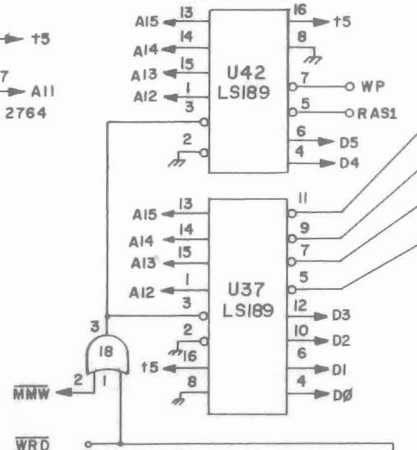 13 16
A15 +5
+5 14 8
A14
15
A13 U42 7 WP
7 1 LS189
A11 A12 5 RAS1
2764 3
6 D5
2 4 D4
13 11
A15
14 9
A14
15 7
A13
1 U37 5
A12 LS189
3 12 D3
3 2 10 D2
18 16
+5 6 D1
2 1 8 4 DØ
MMW
WRD